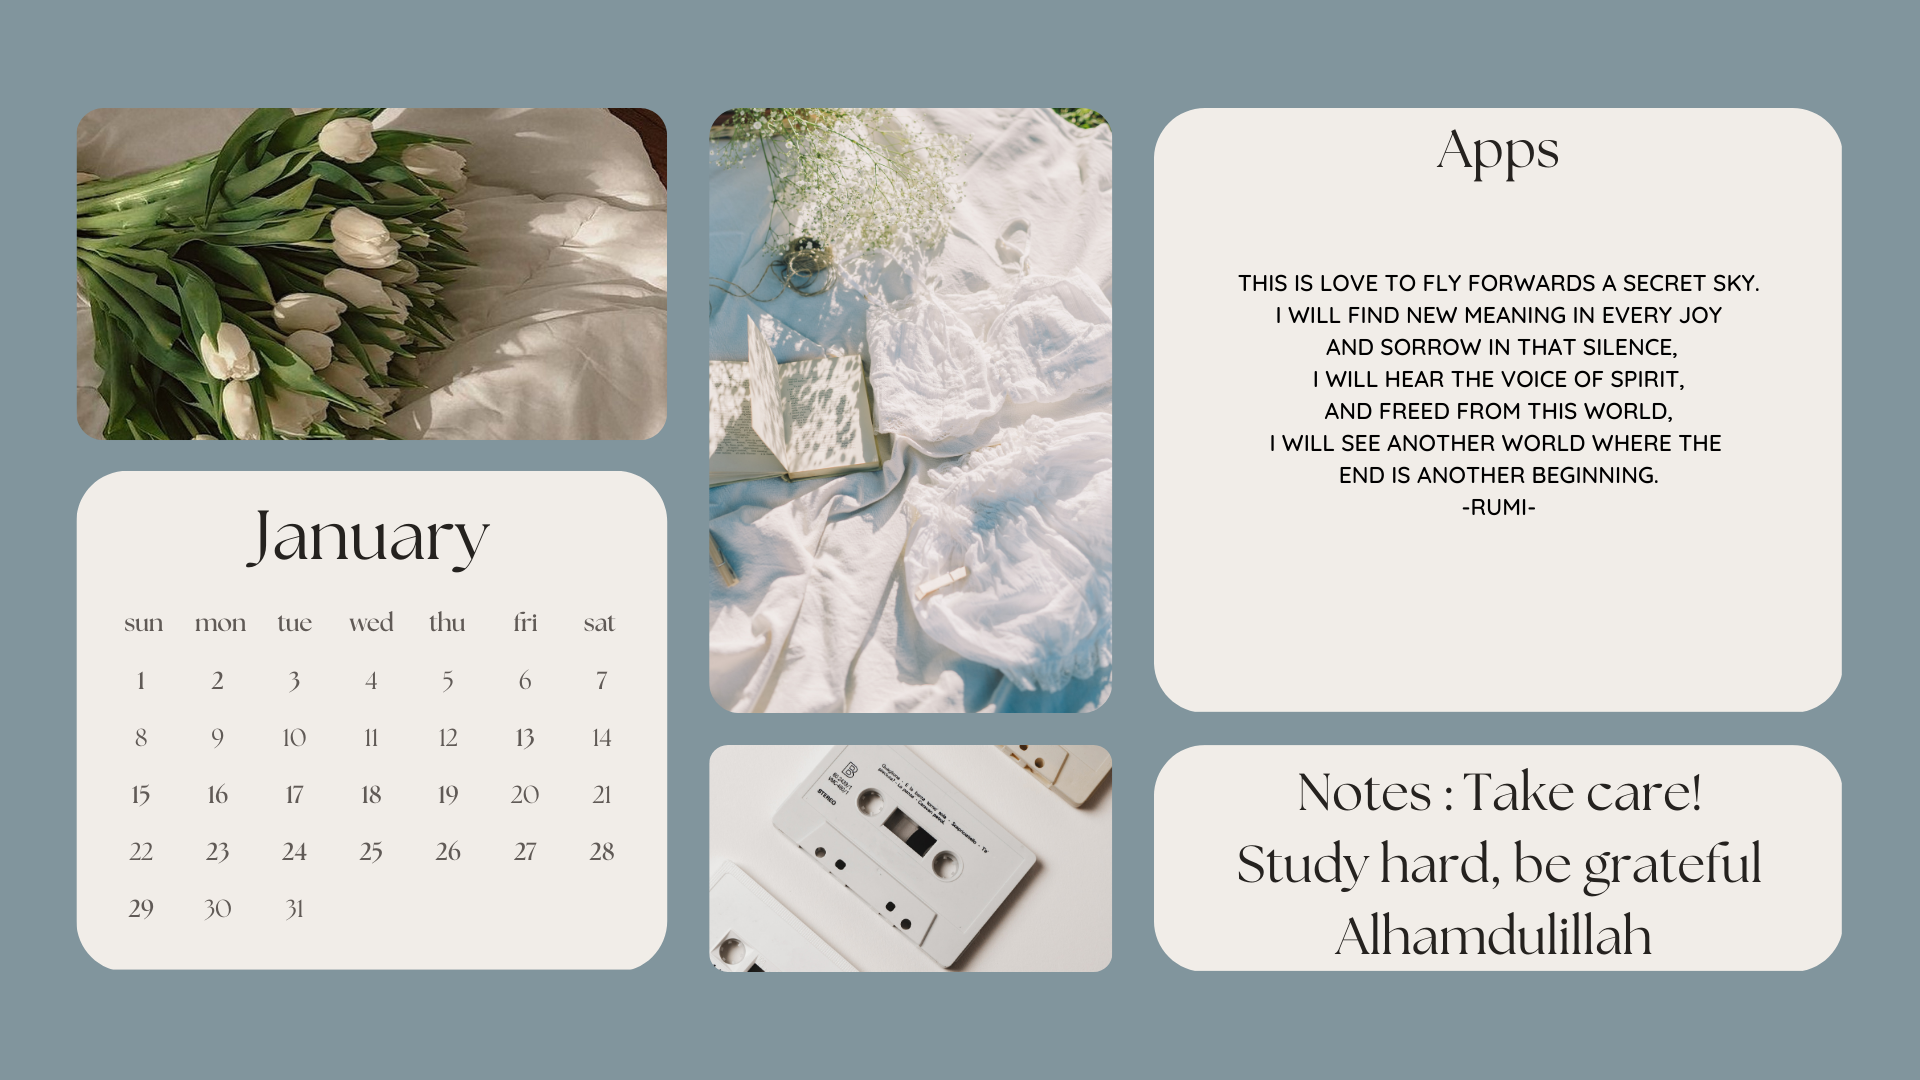 January
sun mon tue wed thu fri sat
1 2 3 4 5 6 7
8 9 10 11 12 13 14
15 16 17 18 19 20 21
22 23 24 25 26 27 28
29 30 31
B
STEREO
Apps
THIS IS LOVE TO FLY FORWARDS A SECRET SKY.
I WILL FIND NEW MEANING IN EVERY JOY
AND SORROW IN THAT SILENCE,
I WILL HEAR THE VOICE OF SPIRIT,
AND FREED FROM THIS WORLD,
I WILL SEE ANOTHER WORLD WHERE THE
END IS ANOTHER BEGINNING.
-RUMI-
Notes : Take care!
Study hard, be grateful
Alhamdulillah